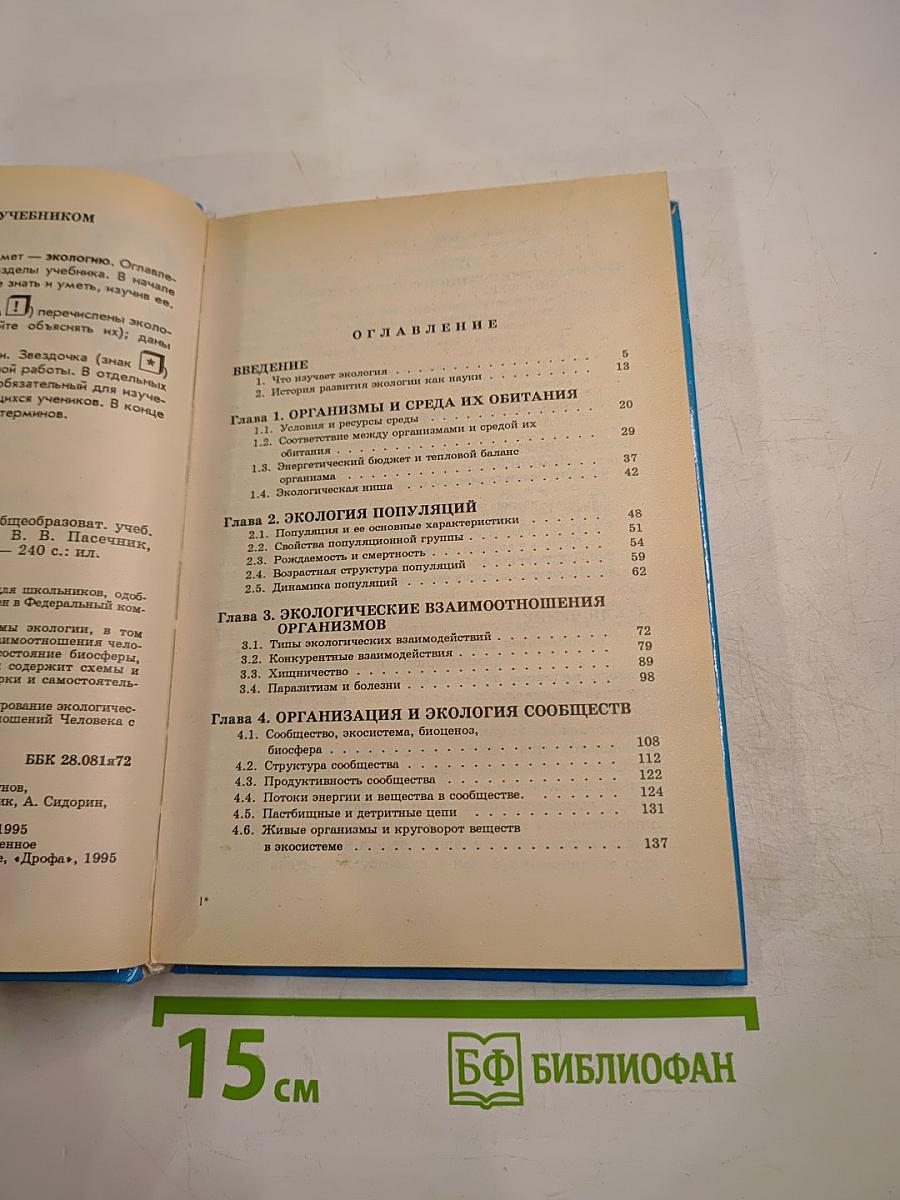 УЧЕБНИКОМ
мет — экологию. Оглавле-
зделы учебника. В начале
е знать и уметь, изучив ее.
!) перечислены эколо-
йте объяснять их); даны
и. Звездочка (знак *)
ой работы. В отдельных
обязательный для изуче-
щихся учеников. В конце
терминов.
бщеобразоват. учеб.
В. В. Пасечник,
— 240 с.: ил.
для школьников, одоб-
ен в Федеральный ком-
мы экологии, в том
аимоотношения чело-
состояние биосферы,
содержит схемы и
рки и самостоятель-
рование экологичес-
ношений Человека с
ББК 28.081я72
унов,
ик, А. Сидорин,
1995
енное
е, «Дрофа», 1995
ОГЛАВЛЕНИЕ
ВВЕДЕНИЕ
1. Что изучает экология . . . . . . . . . . . . . . . . 5
2. История развития экологии как науки . . . . . . . . 13
Глава 1. ОРГАНИЗМЫ И СРЕДА ИХ ОБИТАНИЯ
1.1. Условия и ресурсы среды . . . . . . . . . . . . . 20
1.2. Соответствие между организмами и средой их
обитания . . . . . . . . . . . . . . . . . . . . 29
1.3. Энергетический бюджет и тепловой баланс
организма . . . . . . . . . . . . . . . . . . . 37
1.4. Экологическая ниша . . . . . . . . . . . . . . 42
Глава 2. ЭКОЛОГИЯ ПОПУЛЯЦИЙ
2.1. Популяция и ее основные характеристики . . . . . 48
2.2. Свойства популяционной группы . . . . . . . . . 51
2.3. Рождаемость и смертность . . . . . . . . . . . . 54
2.4. Возрастная структура популяций . . . . . . . . 59
2.5. Динамика популяций . . . . . . . . . . . . . . 62
Глава 3. ЭКОЛОГИЧЕСКИЕ ВЗАИМООТНОШЕНИЯ
ОРГАНИЗМОВ
3.1. Типы экологических взаимодействий . . . . . . . . 72
3.2. Конкурентные взаимодействия . . . . . . . . . . 79
3.3. Хищничество . . . . . . . . . . . . . . . . . . 89
3.4. Паразитизм и болезни . . . . . . . . . . . . . . 98
Глава 4. ОРГАНИЗАЦИЯ И ЭКОЛОГИЯ СООБЩЕСТВ
4.1. Сообщество, экосистема, биоценоз,
биосфера . . . . . . . . . . . . . . . . . . . . 108
4.2. Структура сообщества . . . . . . . . . . . . . . 112
4.3. Продуктивность сообщества . . . . . . . . . . . 122
4.4. Потоки энергии и вещества в сообществе. . . . . . . 124
4.5. Пастбищные и детритные цепи . . . . . . . . . . 131
4.6. Живые организмы и круговорот веществ
в экосистеме . . . . . . . . . . . . . . . . . . 137
1*
15 см
БФ БИБЛИОФАН